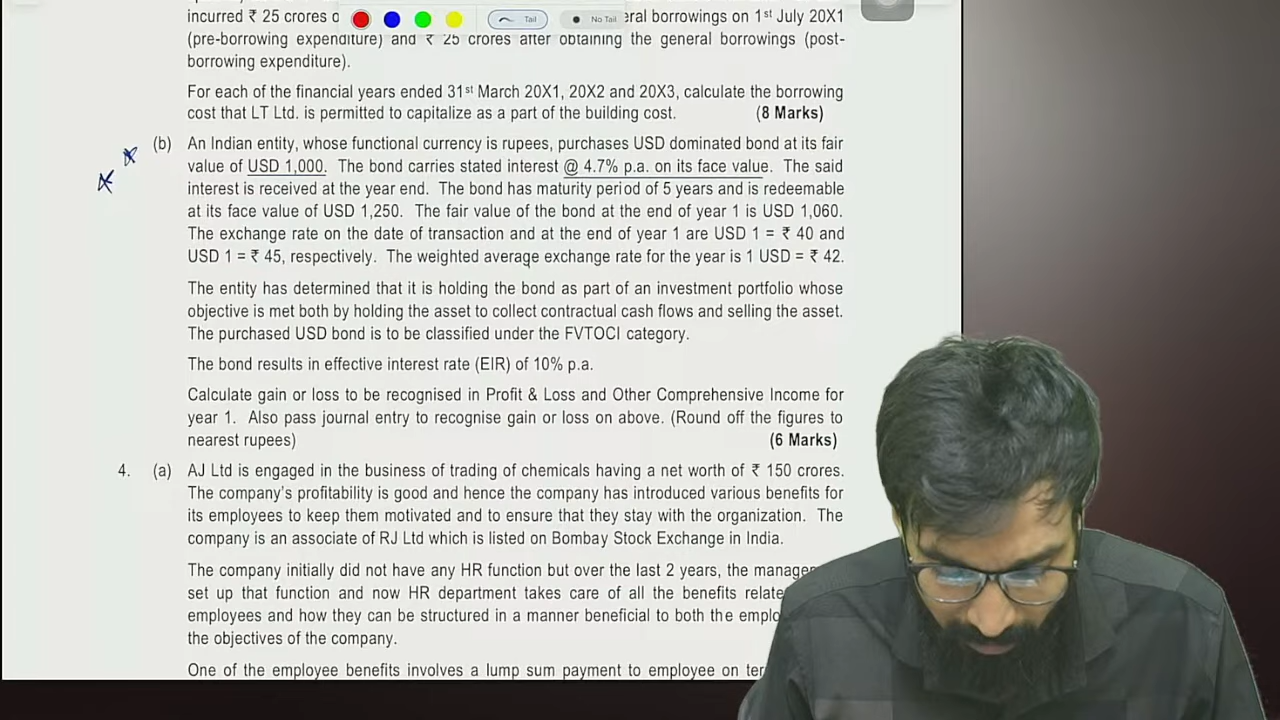 incurred ₹ 25 crores
eral borrowings on 1st July 20X1
Tail
No Tail
(pre-borrowing expenditure) and ₹ 25 crores after obtaining the general borrowings (post-
borrowing expenditure).
For each of the financial years ended 31st March 20X1, 20X2 and 20X3, calculate the borrowing
cost that LT Ltd. is permitted to capitalize as a part of the building cost. (8 Marks)
(b) An Indian entity, whose functional currency is rupees, purchases USD dominated bond at its fair
value of USD 1,000. The bond carries stated interest @ 4.7% p.a. on its face value. The said
interest is received at the year end. The bond has maturity period of 5 years and is redeemable
at its face value of USD 1,250. The fair value of the bond at the end of year 1 is USD 1,060.
The exchange rate on the date of transaction and at the end of year 1 are USD 1 = ₹ 40 and
USD 1 = ₹ 45, respectively. The weighted average exchange rate for the year is 1 USD = ₹ 42.
The entity has determined that it is holding the bond as part of an investment portfolio whose
objective is met both by holding the asset to collect contractual cash flows and selling the asset.
The purchased USD bond is to be classified under the FVTOCI category.
The bond results in effective interest rate (EIR) of 10% p.a.
Calculate gain or loss to be recognised in Profit & Loss and Other Comprehensive Income for
year 1. Also pass journal entry to recognise gain or loss on above. (Round off the figures to
nearest rupees) (6 Marks)
4. (a) AJ Ltd is engaged in the business of trading of chemicals having a net worth of ₹ 150 crores.
The company's profitability is good and hence the company has introduced various benefits for
its employees to keep them motivated and to ensure that they stay with the organization. The
company is an associate of RJ Ltd which is listed on Bombay Stock Exchange in India.
The company initially did not have any HR function but over the last 2 years, the manage
set up that function and now HR department takes care of all the benefits relate
employees and how they can be structured in a manner beneficial to both the emplo
the objectives of the company.
One of the employee benefits involves a lump sum payment to employee on ter